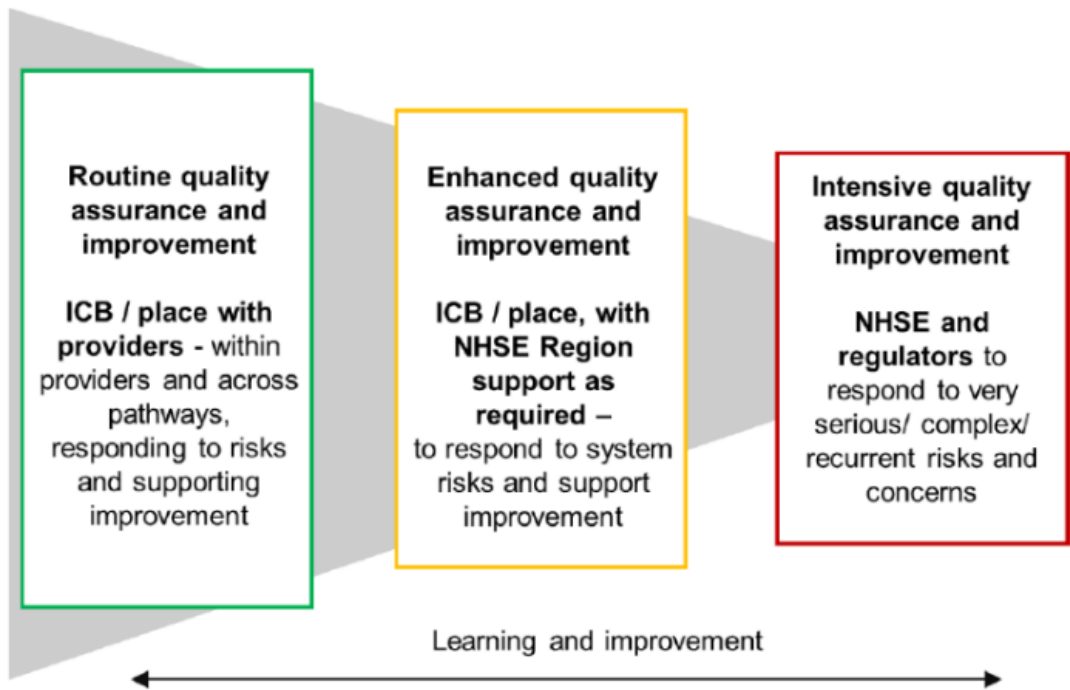 Routine quality
assurance and
improvement
ICB / place with
providers - within
providers and across
pathways,
responding to risks
and supporting
improvement
Enhanced quality
assurance and
improvement
ICB / place, with
NHSE Region
support as
required –
to respond to system
risks and support
improvement
Intensive quality
assurance and
improvement
NHSE and
regulators to
respond to very
serious/ complex/
recurrent risks and
concerns
Learning and improvement